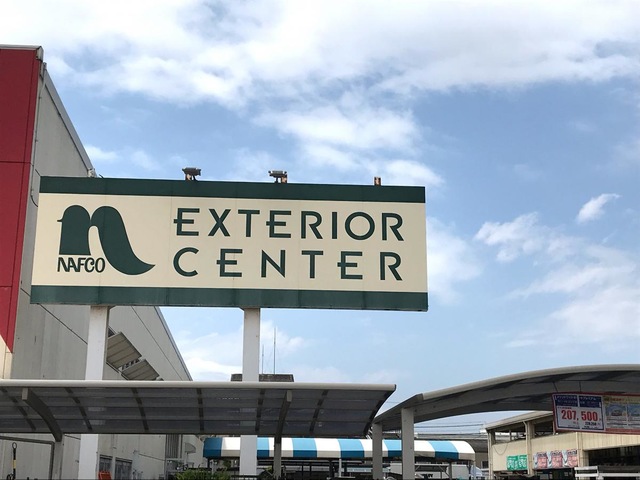 EXTERIOR
CENTER
NAFCO
207,500